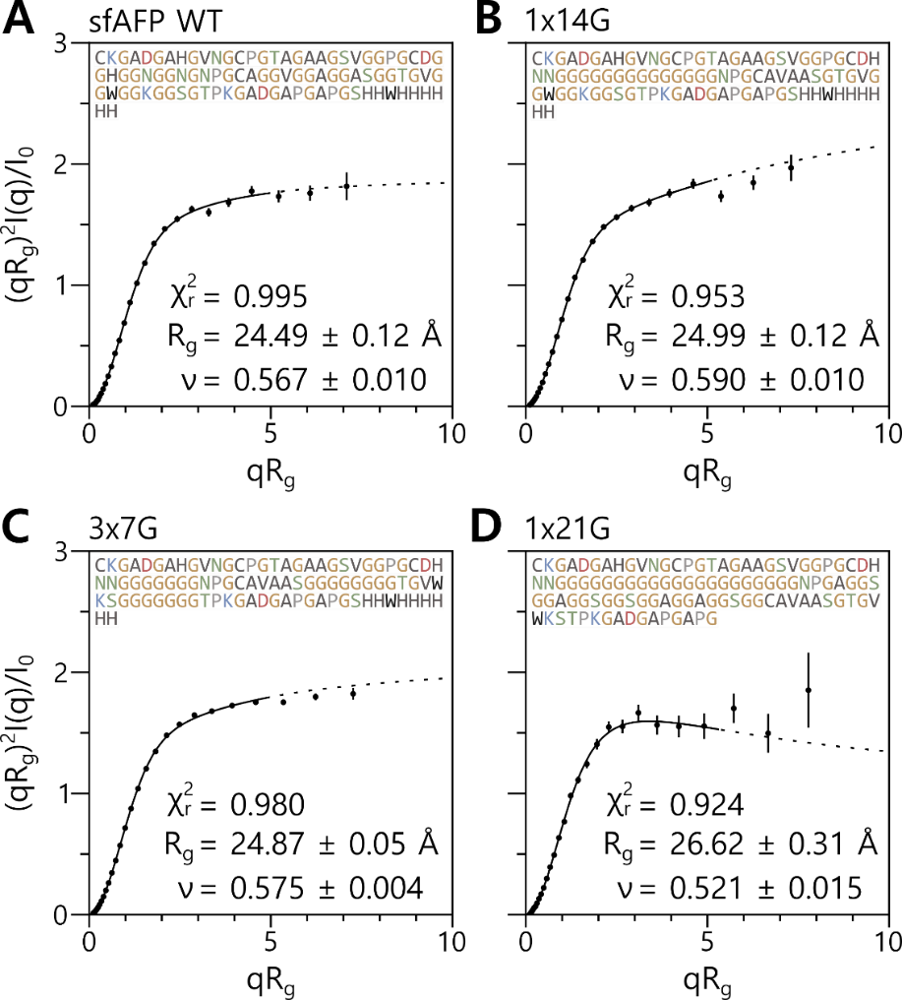 A
sfAFP WT
CKGADGAHGVNGCPGTAGAAGSVGGPGCDG
GHGGNGGNGNPGCAGGVGGAGGASGGTGVG
GWGGKGGSGTPKGADGAPGAPGSHHWHHHH
HH
3
2
1
0
(qRg)²I(q)/I₀
χr² = 0.995
Rg = 24.49 ± 0.12 Å
ν = 0.567 ± 0.010
0 5 10
qRg
B
1x14G
CKGADGAHGVNGCPGTAGAAGSVGGPGCDH
NNGGGGGGGGGGGGGGNPGCAVAASGTGVG
GWGGKGGSGTPKGADGAPGAPGSHHWHHHH
HH
χr² = 0.953
Rg = 24.99 ± 0.12 Å
ν = 0.590 ± 0.010
0 5 10
qRg
C
3x7G
CKGADGAHGVNGCPGTAGAAGSVGGPGCDH
NNGGGGGGGNPGCAVAASGGGGGGGGTGVW
KSGGGGGGGTPKGADGAPGAPGSHHWHHHH
HH
3
2
1
0
(qRg)²I(q)/I₀
χr² = 0.980
Rg = 24.87 ± 0.05 Å
ν = 0.575 ± 0.004
0 5 10
qRg
D
1x21G
CKGADGAHGVNGCPGTAGAAGSVGGPGCDH
NNGGGGGGGGGGGGGGGGGGGGGNPGAGGS
GGAGGSGGSGGSGGAGGSGGCAVAASGTGV
WKSTPKGADGAPGAPG
χr² = 0.924
Rg = 26.62 ± 0.31 Å
ν = 0.521 ± 0.015
0 5 10
qRg